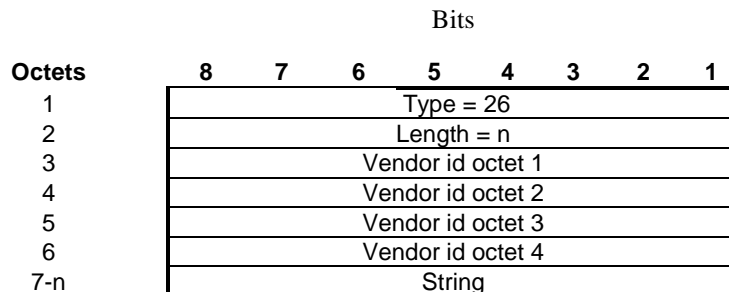 Bits
Octets 8 7 6 5 4 3 2 1
1 Type = 26
2 Length = n
3 Vendor id octet 1
4 Vendor id octet 2
5 Vendor id octet 3
6 Vendor id octet 4
7-n String